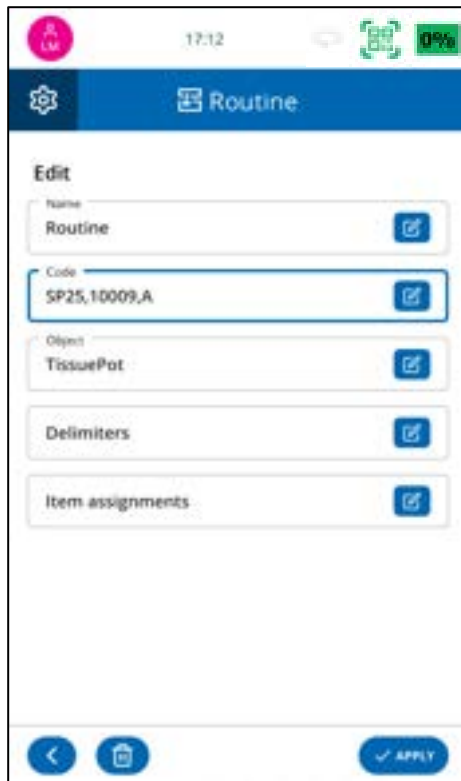 LM
17:12
0%
Routine
Edit
Name
Routine
Code
SP25,10009,A
Object
TissuePot
Delimiters
Item assignments
APPLY